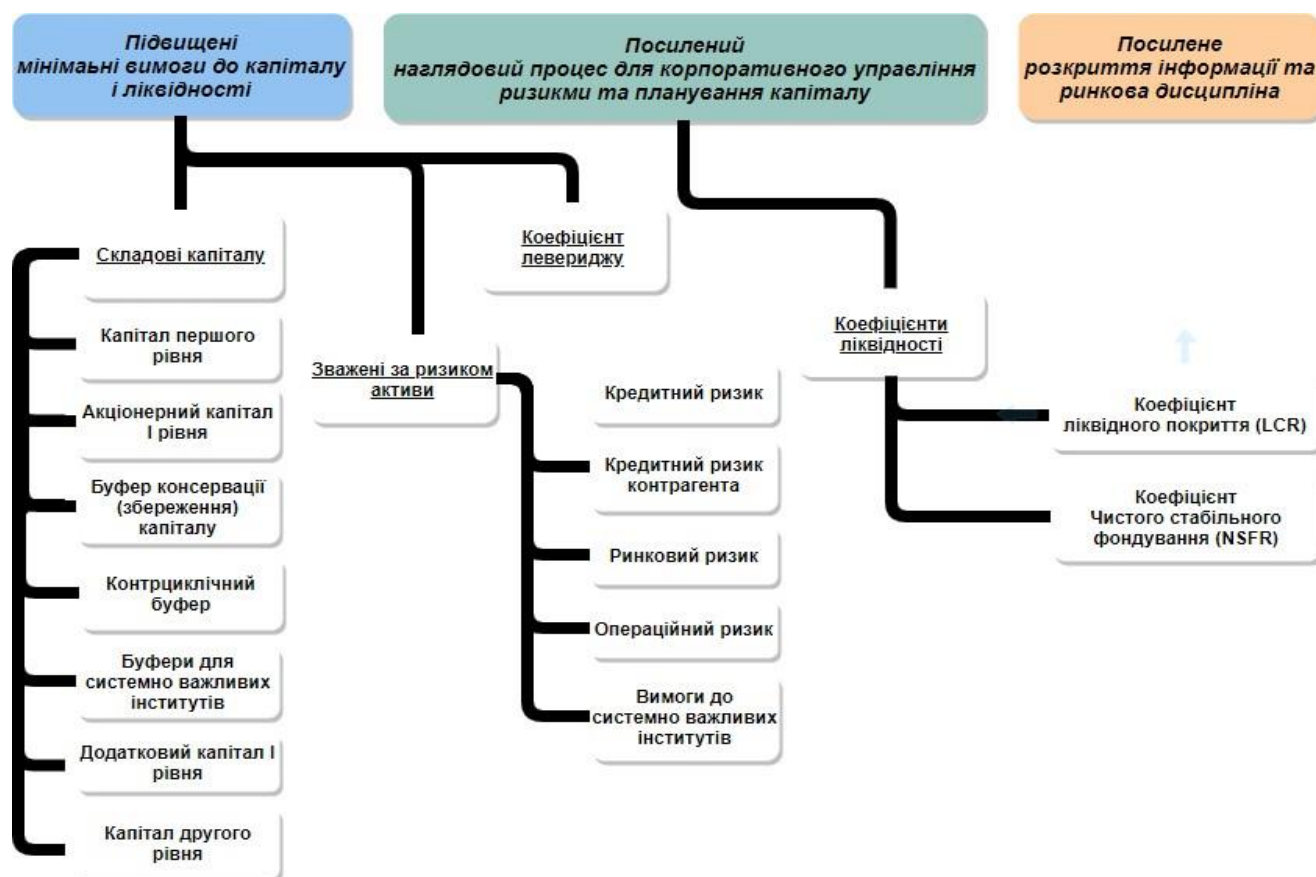 Підвищені
мінімаьні вимоги до капіталу
і ліквідності
Посилений
наглядовий процес для корпоративного управління
ризикми та планування капіталу
Посилене
розкриття інформації та
ринкова дисципліна
Складові капіталу
Коефіцієнт
левериджу
Капітал першого
рівня
Зважені за ризиком
активи
Коефіцієнти
ліквідності
Акціонерний капітал
І рівня
Буфер консервації
(збереження)
капіталу
Контрциклічний
буфер
Буфери для
системно важливих
інститутів
Додатковий капітал І
рівня
Капітал другого
рівня
Кредитний ризик
Кредитний ризик
контрагента
Ринковий ризик
Операційний ризик
Вимоги до
системно важливих
інститутів
Коефіцієнт
ліквідного покриття (LCR)
Коефіцієнт
Чистого стабільного
фондування (NSFR)